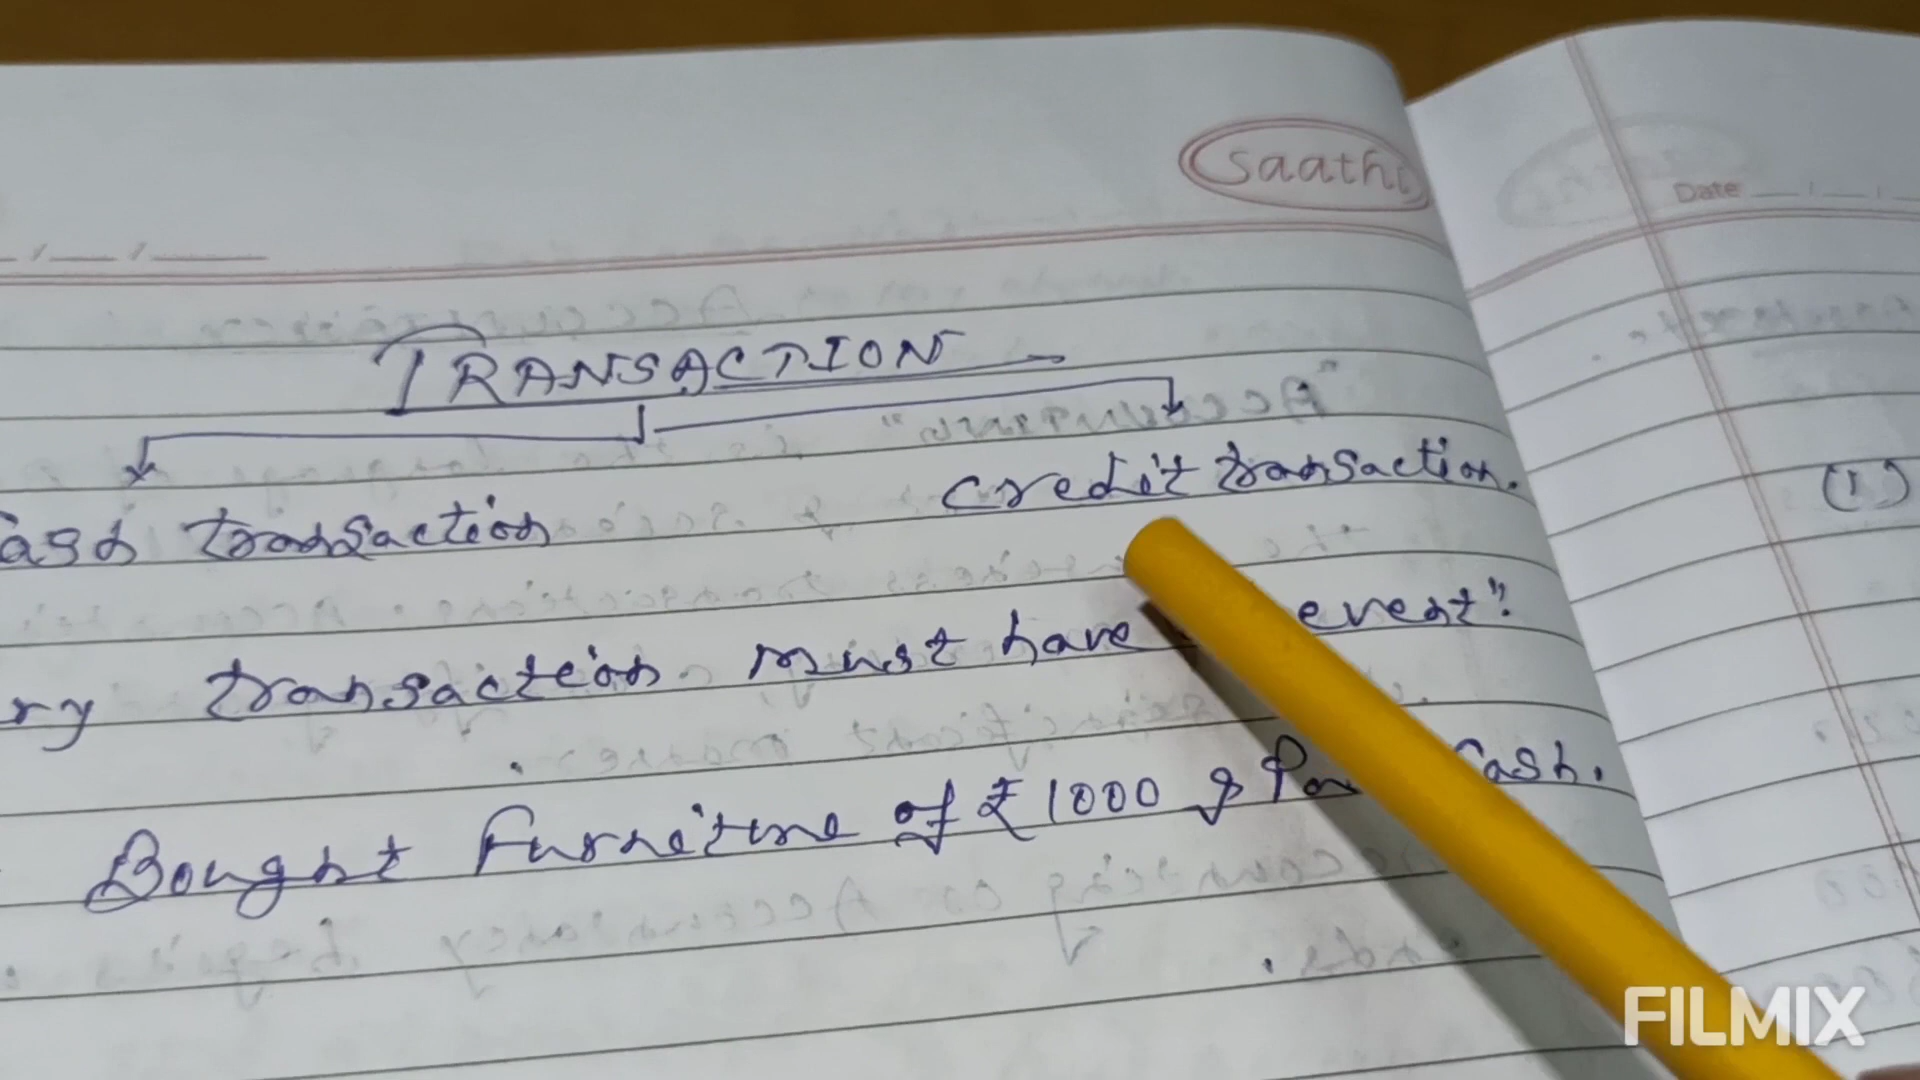 saathi
Date
TRANSACTION
ash transaction credit transaction.
ry transaction must have event".
Bought Furniture of ₹1000 & Cash.
(1)
FILMIX